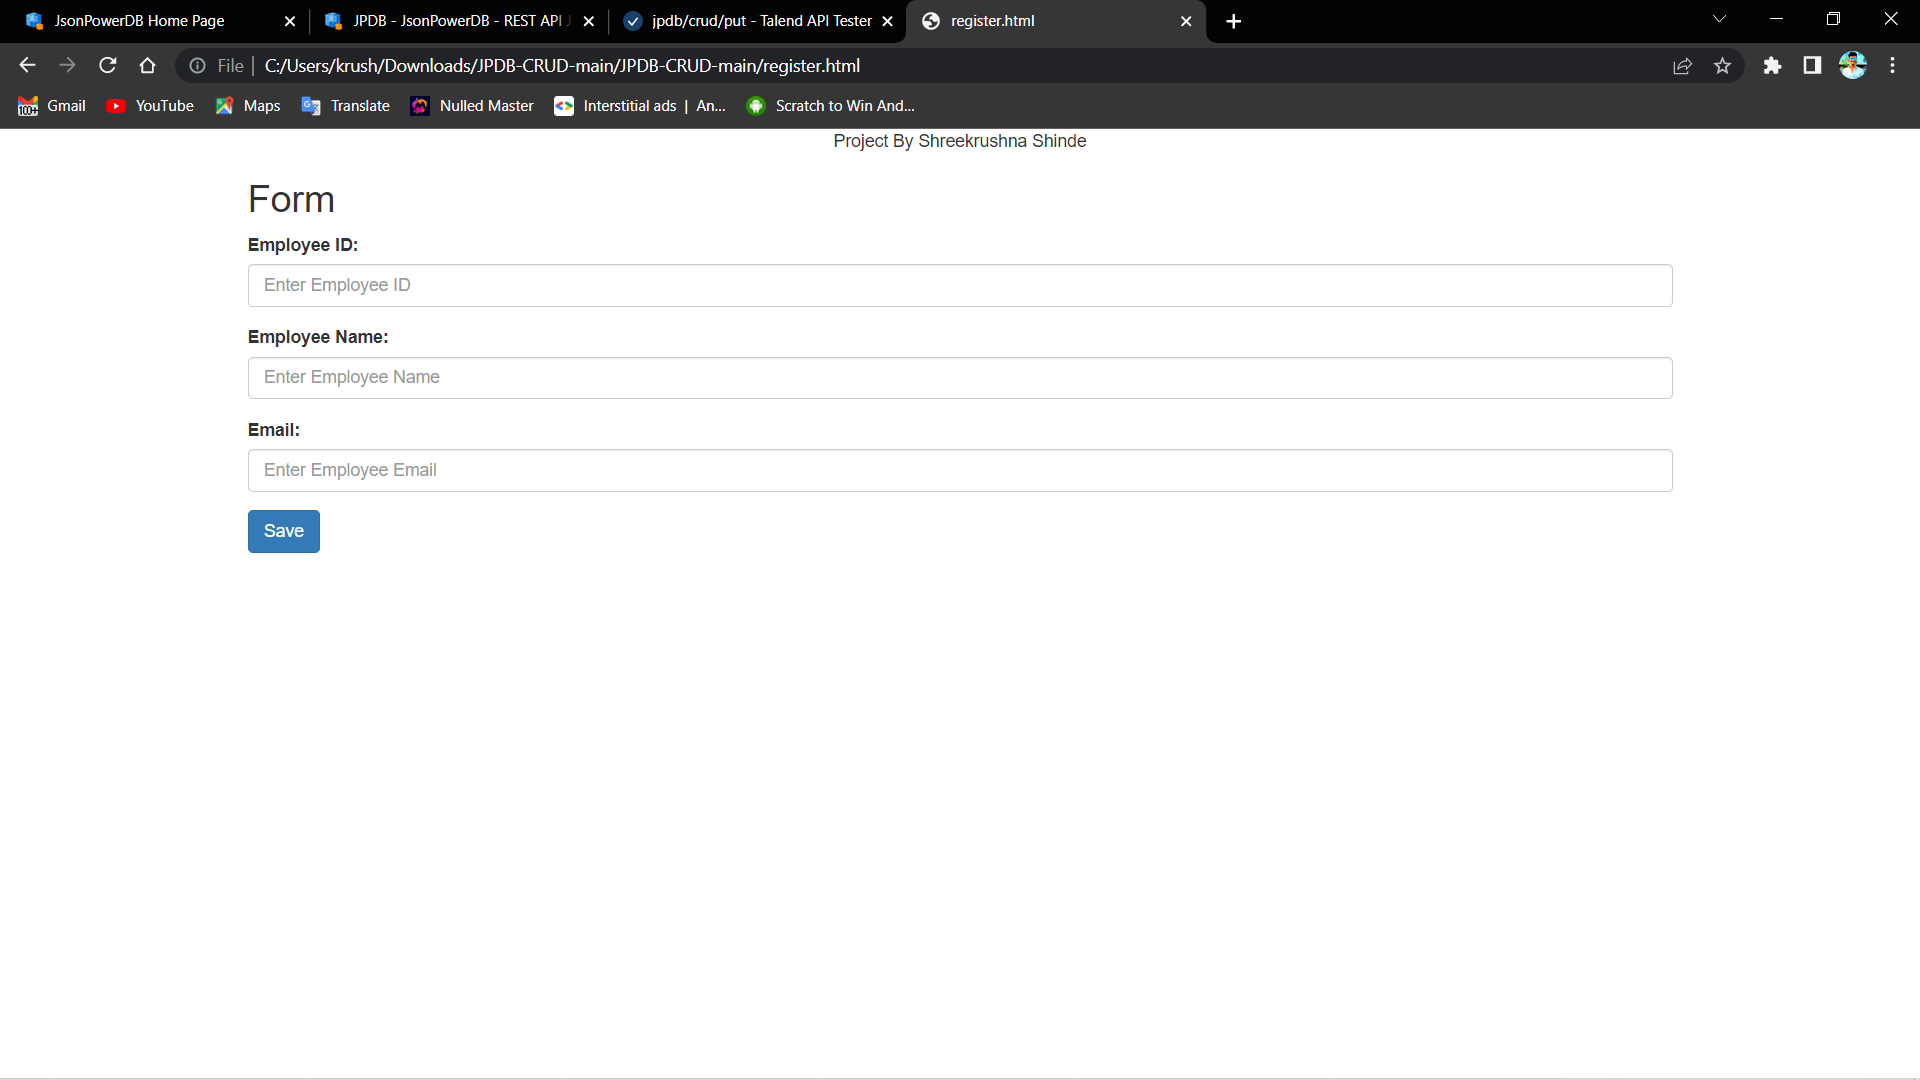 JsonPowerDB Home Page
JPDB - JsonPowerDB - REST API
jpdb/crud/put - Talend API Tester
register.html
File
C:/Users/krush/Downloads/JPDB-CRUD-main/JPDB-CRUD-main/register.html
100+
Gmail
YouTube
Maps
Translate
Nulled Master
Interstitial ads | An...
Scratch to Win And...
Project By Shreekrushna Shinde
Form
Employee ID:
Enter Employee ID
Employee Name:
Enter Employee Name
Email:
Enter Employee Email
Save